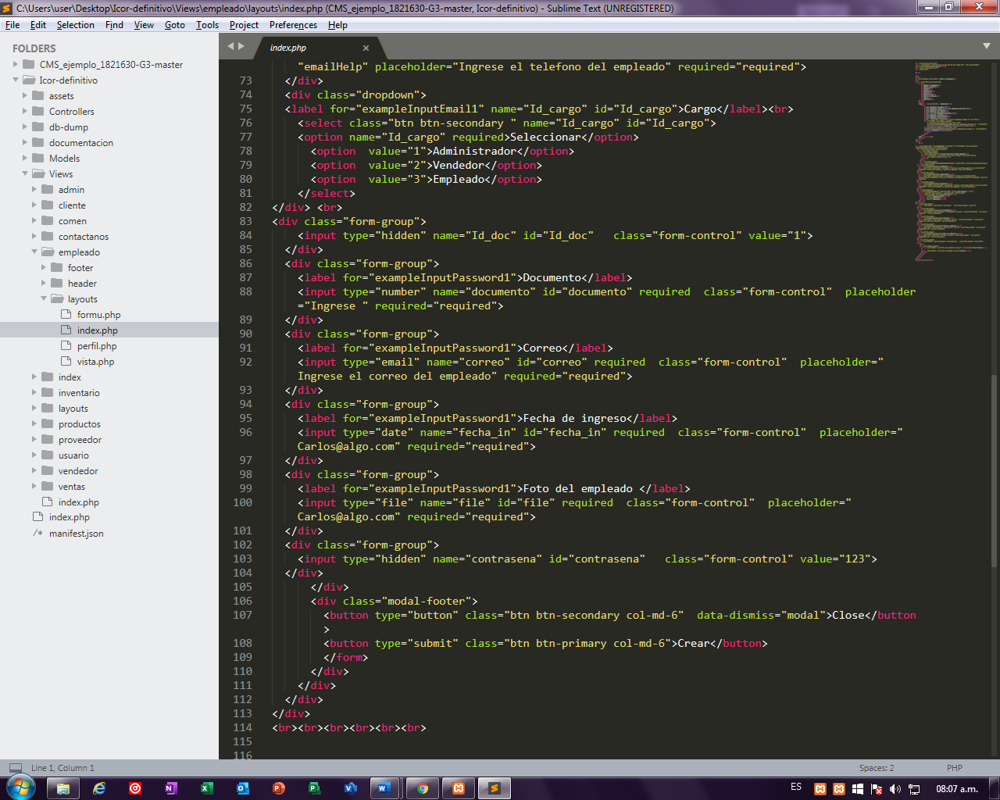 C:\Users\user\Desktop\Icor-definitivo\Views\empleado\layouts\index.php (CMS_ejemplo_1821630-G3-master, Icor-definitivo) - Sublime Text (UNREGISTERED)
File Edit Selection Find View Goto Tools Project Preferences Help
FOLDERS
CMS_ejemplo_1821630-G3-master
Icor-definitivo
assets
Controllers
db-dump
documentacion
Models
Views
admin
cliente
comen
contactanos
empleado
footer
header
layouts
formu.php
index.php
perfil.php
vista.php
index
inventario
layouts
productos
proveedor
usuario
vendedor
ventas
index.php
index.php
/* manifest.json
index.php ×
"emailHelp" placeholder="Ingrese el telefono del empleado" required="required">
73 </div>
74 <div class="dropdown">
75 <label for="exampleInputEmail1" name="Id_cargo" id="Id_cargo">Cargo</label><br>
76 <select class="btn btn-secondary " name="Id_cargo" id="Id_cargo">
77 <option name="Id_cargo" required>Seleccionar</option>
78 <option  value="1">Administrador</option>
79 <option  value="2">Vendedor</option>
80 <option  value="3">Empleado</option>
81 </select>
82 </div> <br>
83 <div class="form-group">
84 <input type="hidden" name="Id_doc" id="Id_doc"   class="form-control" value="1">
85 </div>
86 <div class="form-group">
87 <label for="exampleInputPassword1">Documento</label>
88 <input type="number" name="documento" id="documento" required  class="form-control"  placeholder
="Ingrese " required="required">
89 </div>
90 <div class="form-group">
91 <label for="exampleInputPassword1">Correo</label>
92 <input type="email" name="correo" id="correo" required  class="form-control"  placeholder="
Ingrese el correo del empleado" required="required">
93 </div>
94 <div class="form-group">
95 <label for="exampleInputPassword1">Fecha de ingreso</label>
96 <input type="date" name="fecha_in" id="fecha_in" required  class="form-control"  placeholder="
Carlos@algo.com" required="required">
97 </div>
98 <div class="form-group">
99 <label for="exampleInputPassword1">Foto del empleado </label>
100 <input type="file" name="file" id="file" required  class="form-control"  placeholder="
Carlos@algo.com" required="required">
101 </div>
102 <div class="form-group">
103 <input type="hidden" name="contrasena" id="contrasena"   class="form-control" value="123">
104 </div>
105 </div>
106 <div class="modal-footer">
107 <button type="button" class="btn btn-secondary col-md-6"  data-dismiss="modal">Close</button
>
108 <button type="submit" class="btn btn-primary col-md-6">Crear</button>
109 </form>
110 </div>
111 </div>
112 </div>
113 </div>
114 <br><br><br><br><br><br>
115
116
Line 1, Column 1 Spaces: 2 PHP
ES 08:07 a.m.